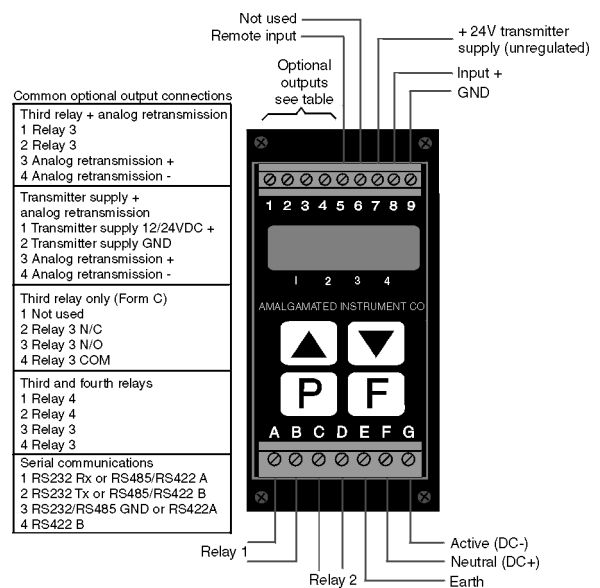 Not used
Remote input
+ 24V transmitter
supply (unregulated)
Input +
GND
Optional
outputs
see table
Common optional output connections
Third relay + analog retransmission
1 Relay 3
2 Relay 3
3 Analog retransmission +
4 Analog retransmission -
Transmitter supply +
analog retransmission
1 Transmitter supply 12/24VDC +
2 Transmitter supply GND
3 Analog retransmission +
4 Analog retransmission -
Third relay only (Form C)
1 Not used
2 Relay 3 N/C
3 Relay 3 N/O
4 Relay 3 COM
Third and fourth relays
1 Relay 4
2 Relay 4
3 Relay 3
4 Relay 3
Serial communications
1 RS232 Rx or RS485/RS422 A
2 RS232 Tx or RS485/RS422 B
3 RS232/RS485 GND or RS422A
4 RS422 B
1 2 3 4 5 6 7 8 9
1 2 3 4
AMALGAMATED INSTRUMENT CO
P F
A B C D E F G
Relay 1
Relay 2
Active (DC-)
Neutral (DC+)
Earth